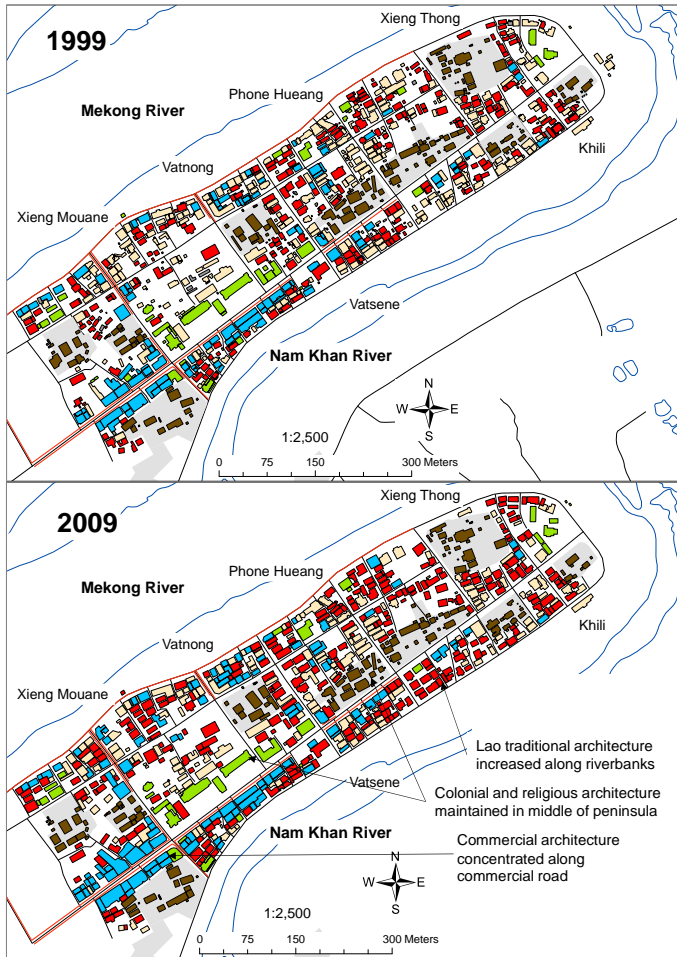 1999
Xieng Thong
Mekong River
Phone Hueang
Khili
Vatnong
Xieng Mouane
Vatsene
Nam Khan River
N
W E
S
1:2,500
0 75 150 300 Meters
2009
Xieng Thong
Mekong River
Phone Hueang
Khili
Vatnong
Xieng Mouane
Lao traditional architecture
increased along riverbanks
Vatsene
Colonial and religious architecture
maintained in middle of peninsula
Nam Khan River
Commercial architecture
concentrated along
commercial road
N
W E
S
1:2,500
0 75 150 300 Meters